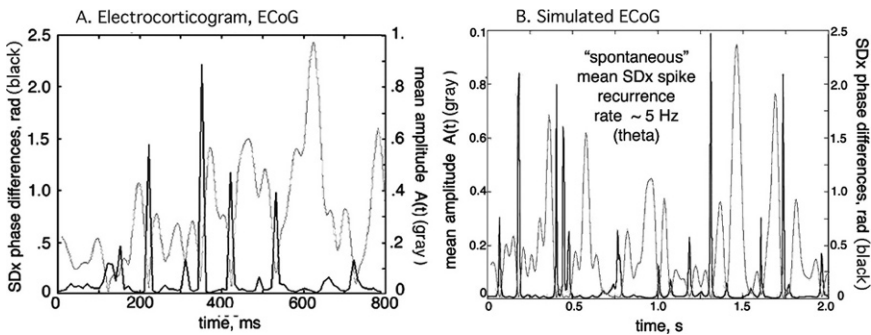 A. Electrocorticogram, ECoG
SDx phase differences, rad (black)
2.5
2.0
1.5
1.0
.5
0
0
200
400
600
800
time, ms
1.
.8
.6
.4
.2
0
mean amplitude A(t) (gray)
B. Simulated ECoG
mean amplitude A(t) (gray)
0.1
0.8
0.6
0.4
0.2
0
0.5
1.0
1.5
2.0
time, s
"spontaneous"
mean SDx spike
recurrence
rate ~ 5 Hz
(theta)
2.5
2.0
1.5
1.0
0.5
0
SDx phase differences, rad (black)